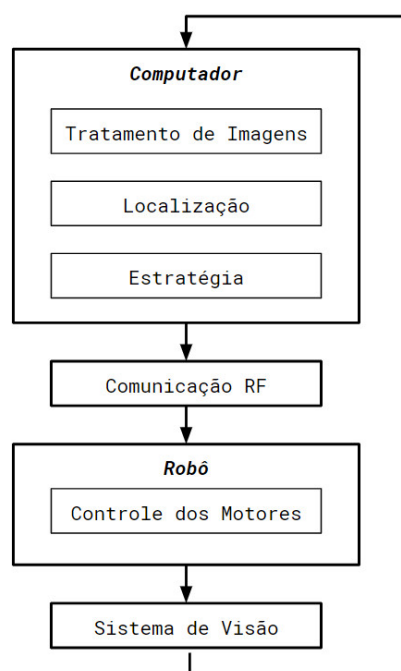 Computador
Tratamento de Imagens
Localização
Estratégia
Comunicação RF
Robô
Controle dos Motores
Sistema de Visão